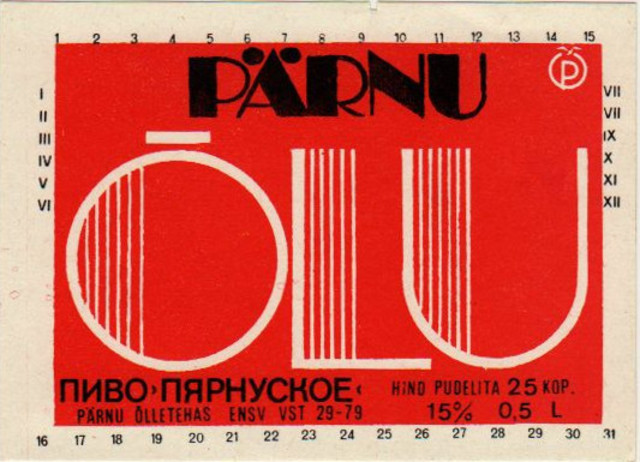 1 2 3 4 5 6 7 8 9 10 11 12 13 14 15
PÄRNU
P
I
II
III
IV
V
VI
VII
VII
IX
X
XI
XII
ÕLU
ПИВО ›ПЯРНУСКОЕ‹
HIND PUDELITA 25 KOP.
PÄRNU ÕLLETEHAS ENSV VST 29-79
15% 0,5 L
16 17 18 19 20 21 22 23 24 25 26 27 28 29 30 31